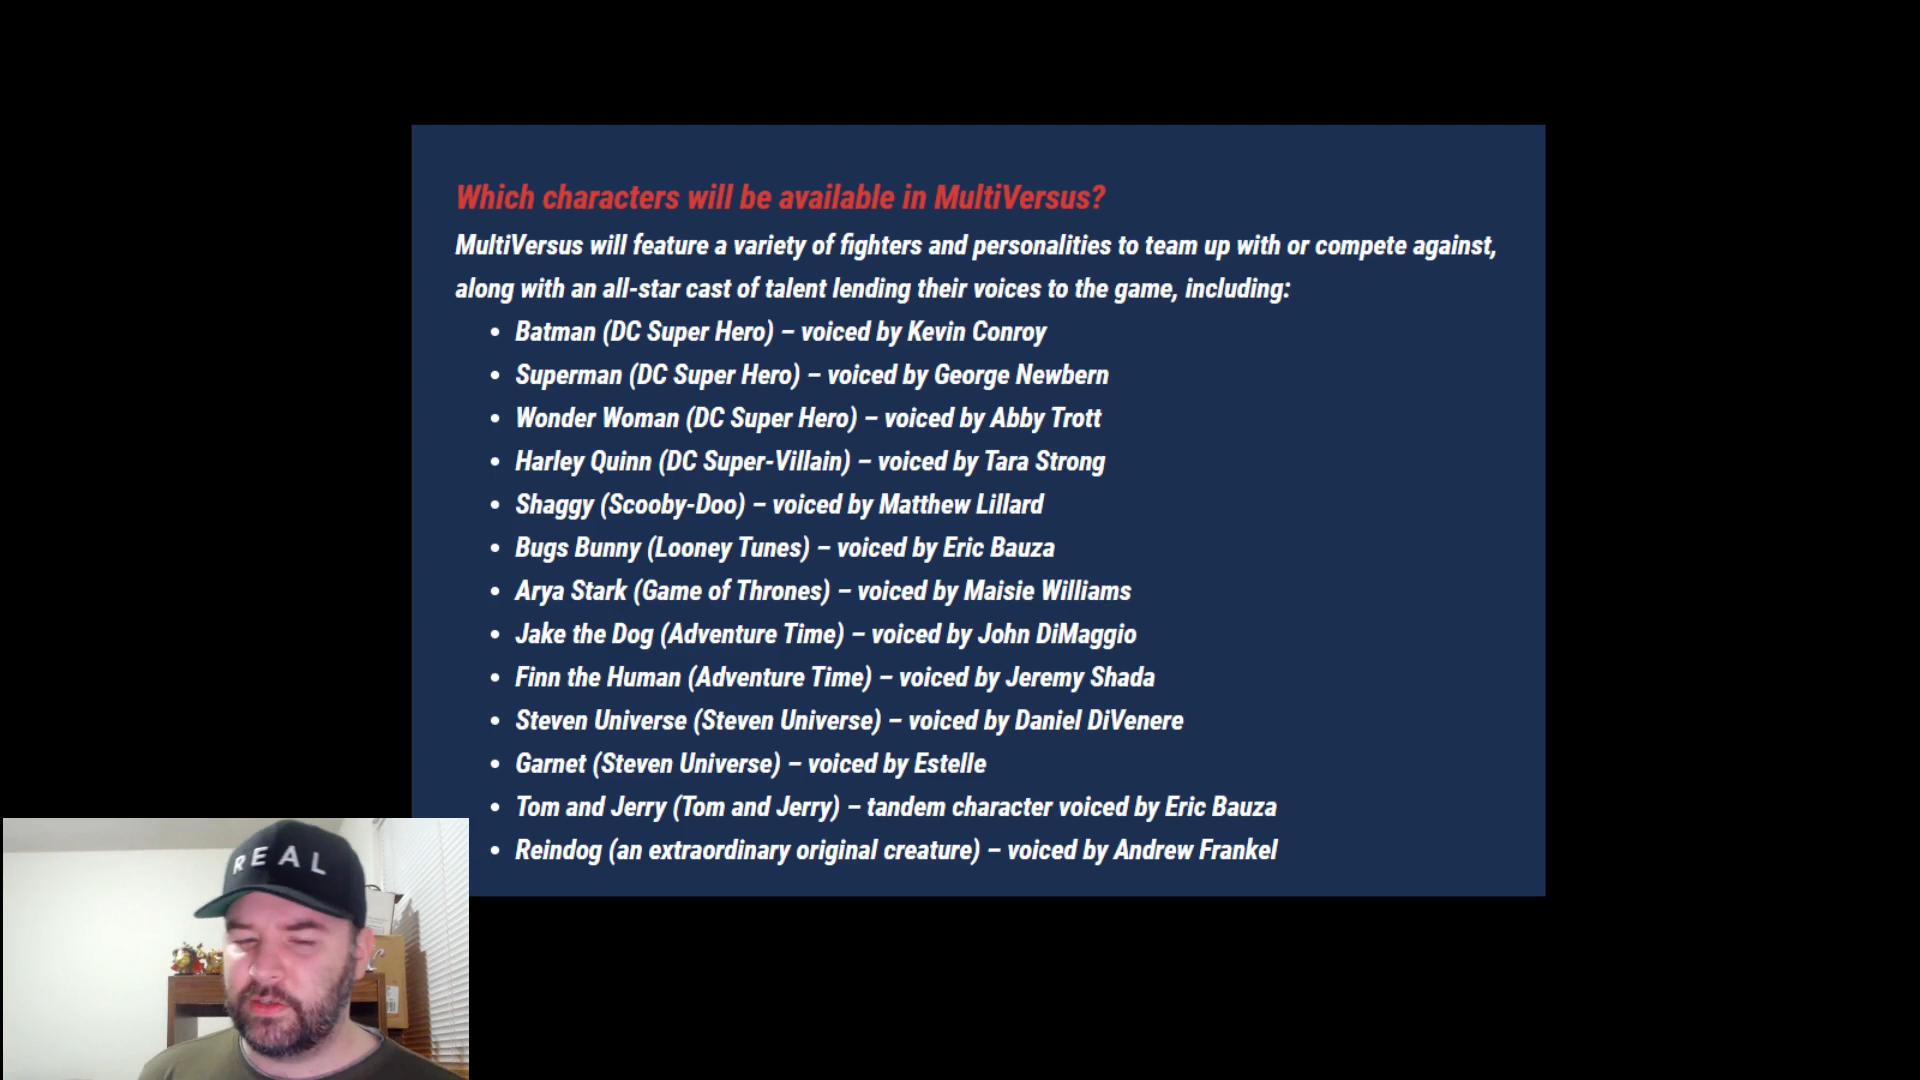 Which characters will be available in MultiVersus?
MultiVersus will feature a variety of fighters and personalities to team up with or compete against,
along with an all-star cast of talent lending their voices to the game, including:
• Batman (DC Super Hero) – voiced by Kevin Conroy
• Superman (DC Super Hero) – voiced by George Newbern
• Wonder Woman (DC Super Hero) – voiced by Abby Trott
• Harley Quinn (DC Super-Villain) – voiced by Tara Strong
• Shaggy (Scooby-Doo) – voiced by Matthew Lillard
• Bugs Bunny (Looney Tunes) – voiced by Eric Bauza
• Arya Stark (Game of Thrones) – voiced by Maisie Williams
• Jake the Dog (Adventure Time) – voiced by John DiMaggio
• Finn the Human (Adventure Time) – voiced by Jeremy Shada
• Steven Universe (Steven Universe) – voiced by Daniel DiVenere
• Garnet (Steven Universe) – voiced by Estelle
• Tom and Jerry (Tom and Jerry) – tandem character voiced by Eric Bauza
• Reindog (an extraordinary original creature) – voiced by Andrew Frankel
REAL